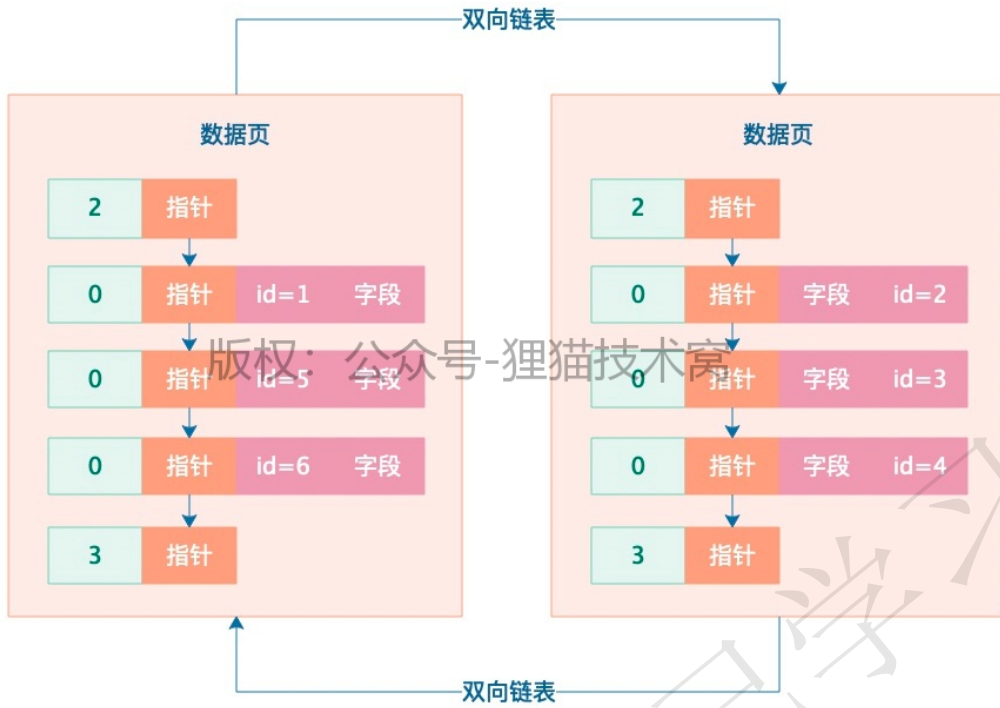 双向链表
数据页
2 指针
0 指针 id=1 字段
0 指针 id=5 字段
0 指针 id=6 字段
3 指针
数据页
2 指针
0 指针 字段 id=2
0 指针 字段 id=3
0 指针 字段 id=4
3 指针
版权：公众号-狸猫技术窝
双向链表